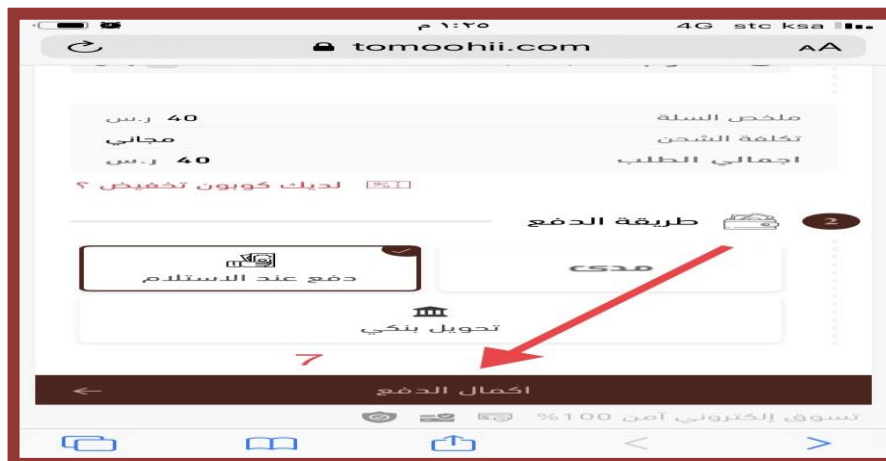 4G stc ksa ١:٢٥ م
AA tomoohii.com
ملخص السلة 40 ر.س
تكلفة الشحن مجاني
اجمالي الطلب 40 ر.س
لديك كوبون تخفيض ؟
2 طريقة الدفع
مدى دفع عند الاستلام
تحويل بنكي
7
اكمال الدفع
تسوق إلكتروني آمن 100%